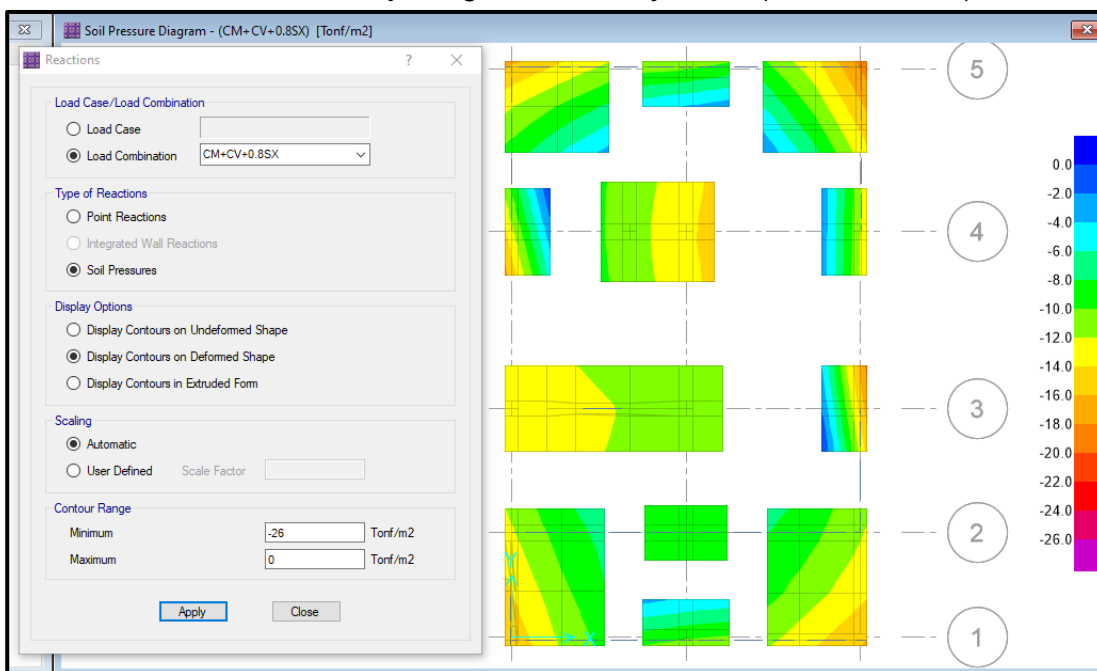 Soil Pressure Diagram - (CM+CV+0.8SX) [Tonf/m2]
Reactions
?
Load Case/Load Combination
Load Case
Load Combination CM+CV+0.8SX
Type of Reactions
Point Reactions
Integrated Wall Reactions
Soil Pressures
Display Options
Display Contours on Undeformed Shape
Display Contours on Deformed Shape
Display Contours in Extruded Form
Scaling
Automatic
User Defined Scale Factor
Contour Range
Minimum -26 Tonf/m2
Maximum 0 Tonf/m2
Apply Close
5
4
3
2
1
Y
X
0.0
-2.0
-4.0
-6.0
-8.0
-10.0
-12.0
-14.0
-16.0
-18.0
-20.0
-22.0
-24.0
-26.0